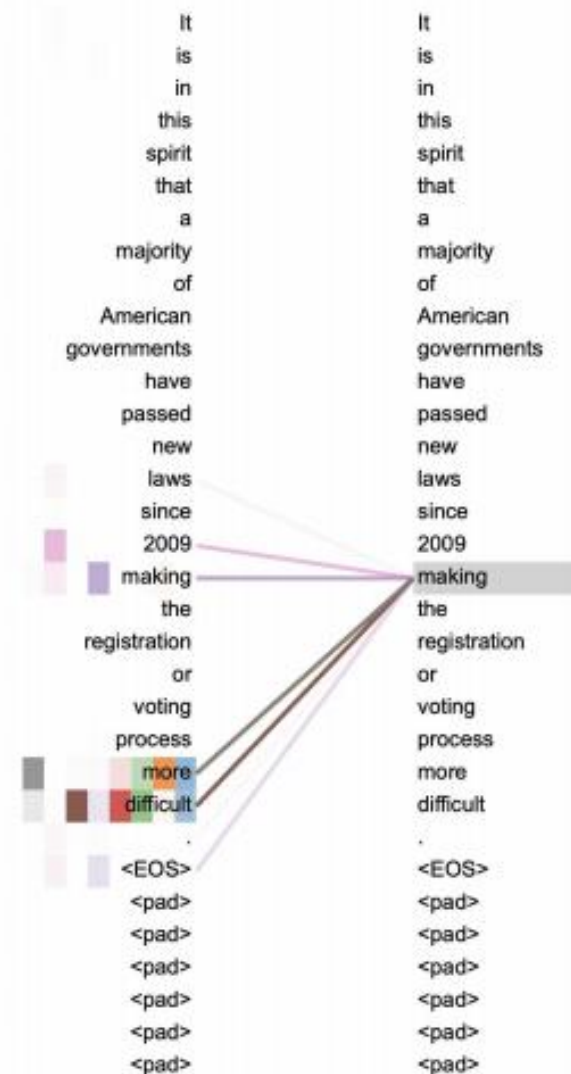 It It
is is
in in
this this
spirit spirit
that that
a a
majority majority
of of
American American
governments governments
have have
passed passed
new new
laws laws
since since
2009 2009
making making
the the
registration registration
or or
voting voting
process process
more more
difficult difficult
. .
<EOS> <EOS>
<pad> <pad>
<pad> <pad>
<pad> <pad>
<pad> <pad>
<pad> <pad>
<pad> <pad>